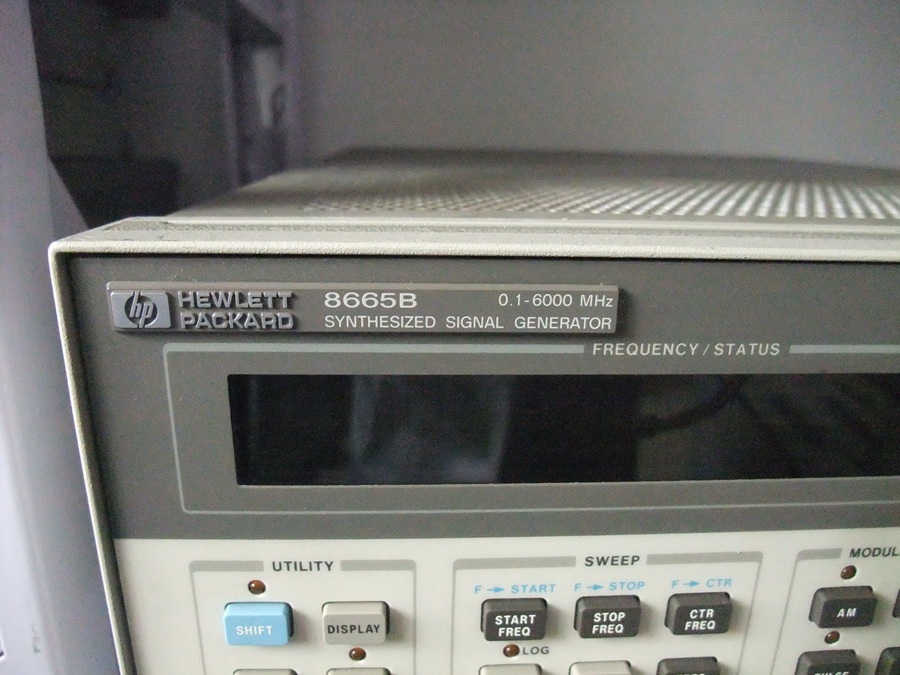 hp HEWLETT PACKARD
8665B 0.1-6000 MHz
SYNTHESIZED SIGNAL GENERATOR
FREQUENCY / STATUS
UTILITY
SWEEP
F → START F → STOP F → CTR
SHIFT
DISPLAY
START FREQ
STOP FREQ
CTR FREQ
AM
LOG